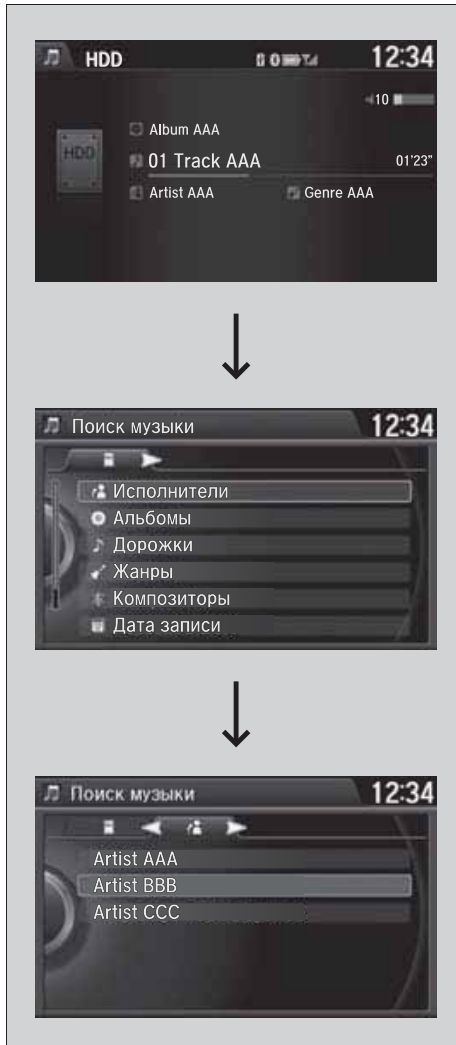 HDD 12:34
10
Album AAA
HDD 01 Track AAA 01'23"
Artist AAA Genre AAA
Поиск музыки 12:34
Исполнители
Альбомы
Дорожки
Жанры
Композиторы
Дата записи
Поиск музыки 12:34
Artist AAA
Artist BBB
Artist CCC